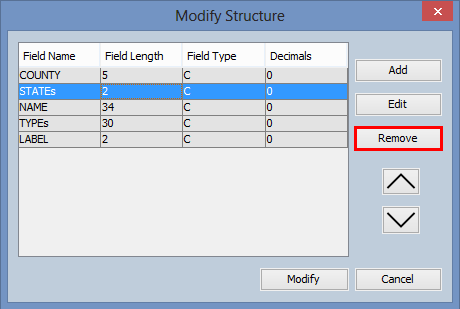 Modify Structure
Field Name Field Length Field Type Decimals
COUNTY 5 C 0
STATEs 2 C 0
NAME 34 C 0
TYPEs 30 C 0
LABEL 2 C 0
Add
Edit
Remove
Modify Cancel